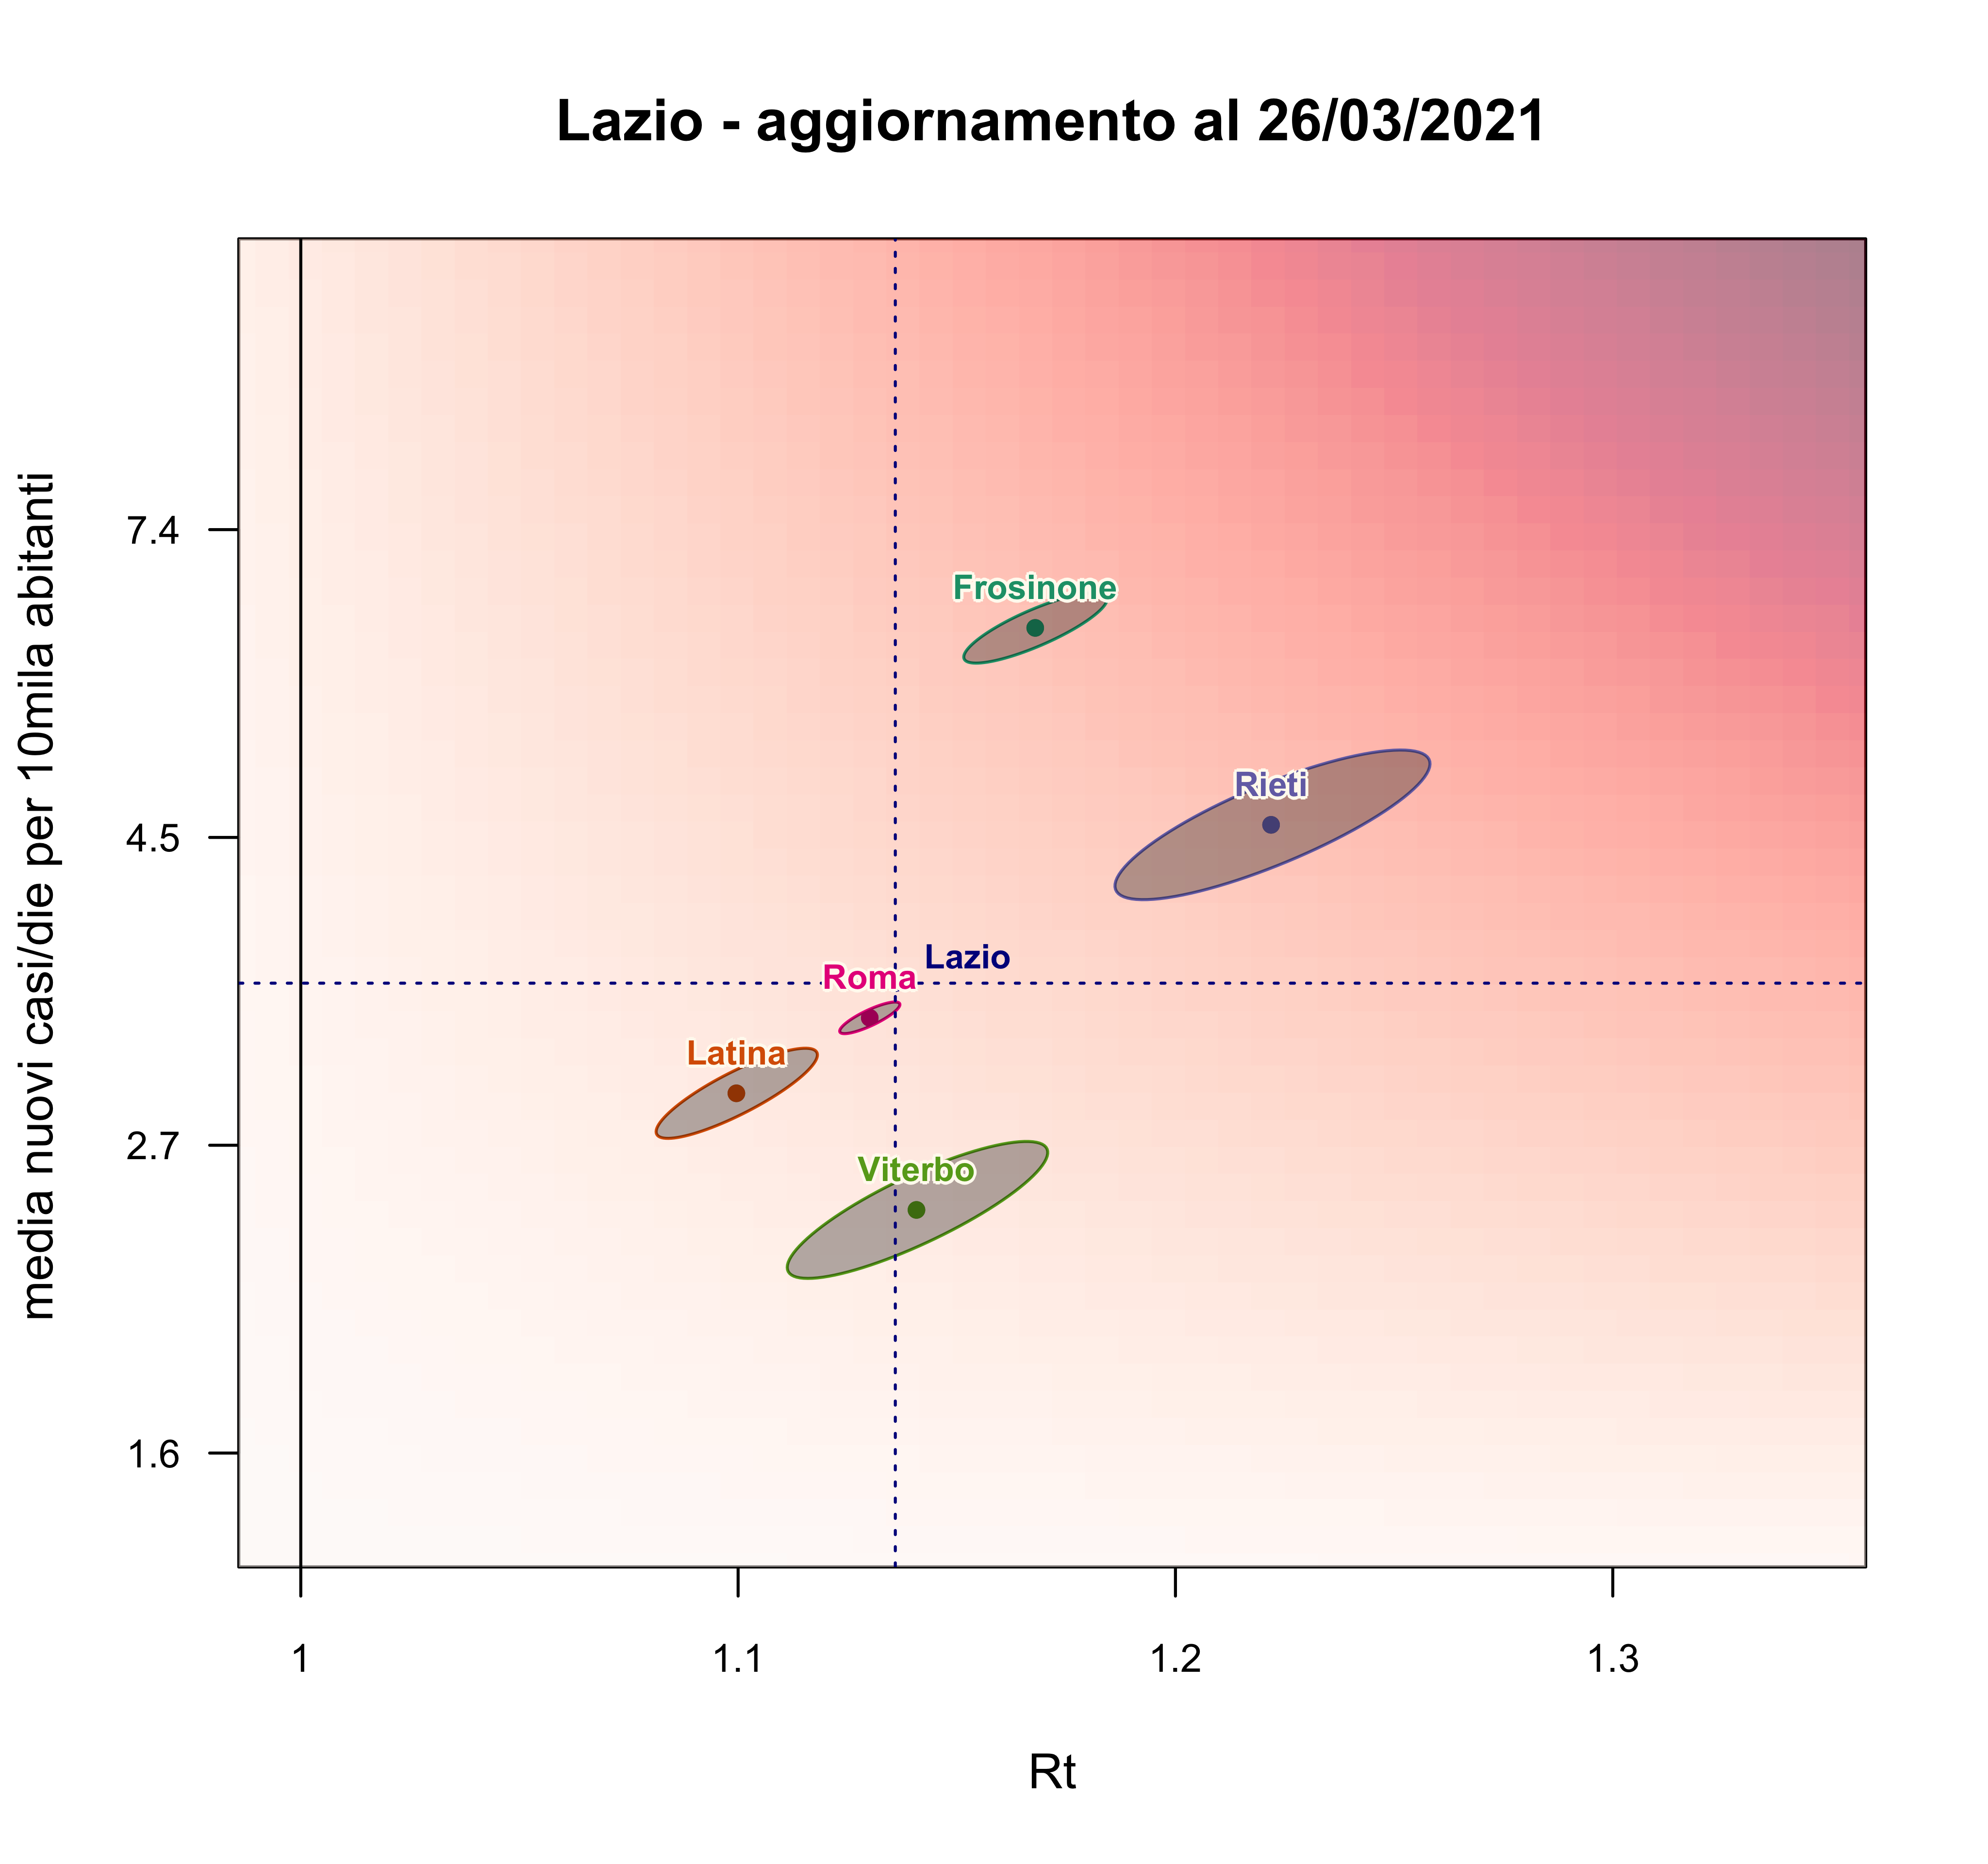 Lazio - aggiornamento al 26/03/2021
media nuovi casi/die per 10mila abitanti
7.4
4.5
2.7
1.6
Frosinone
Rieti
Lazio
Roma
Latina
Viterbo
1
1.1
1.2
1.3
Rt